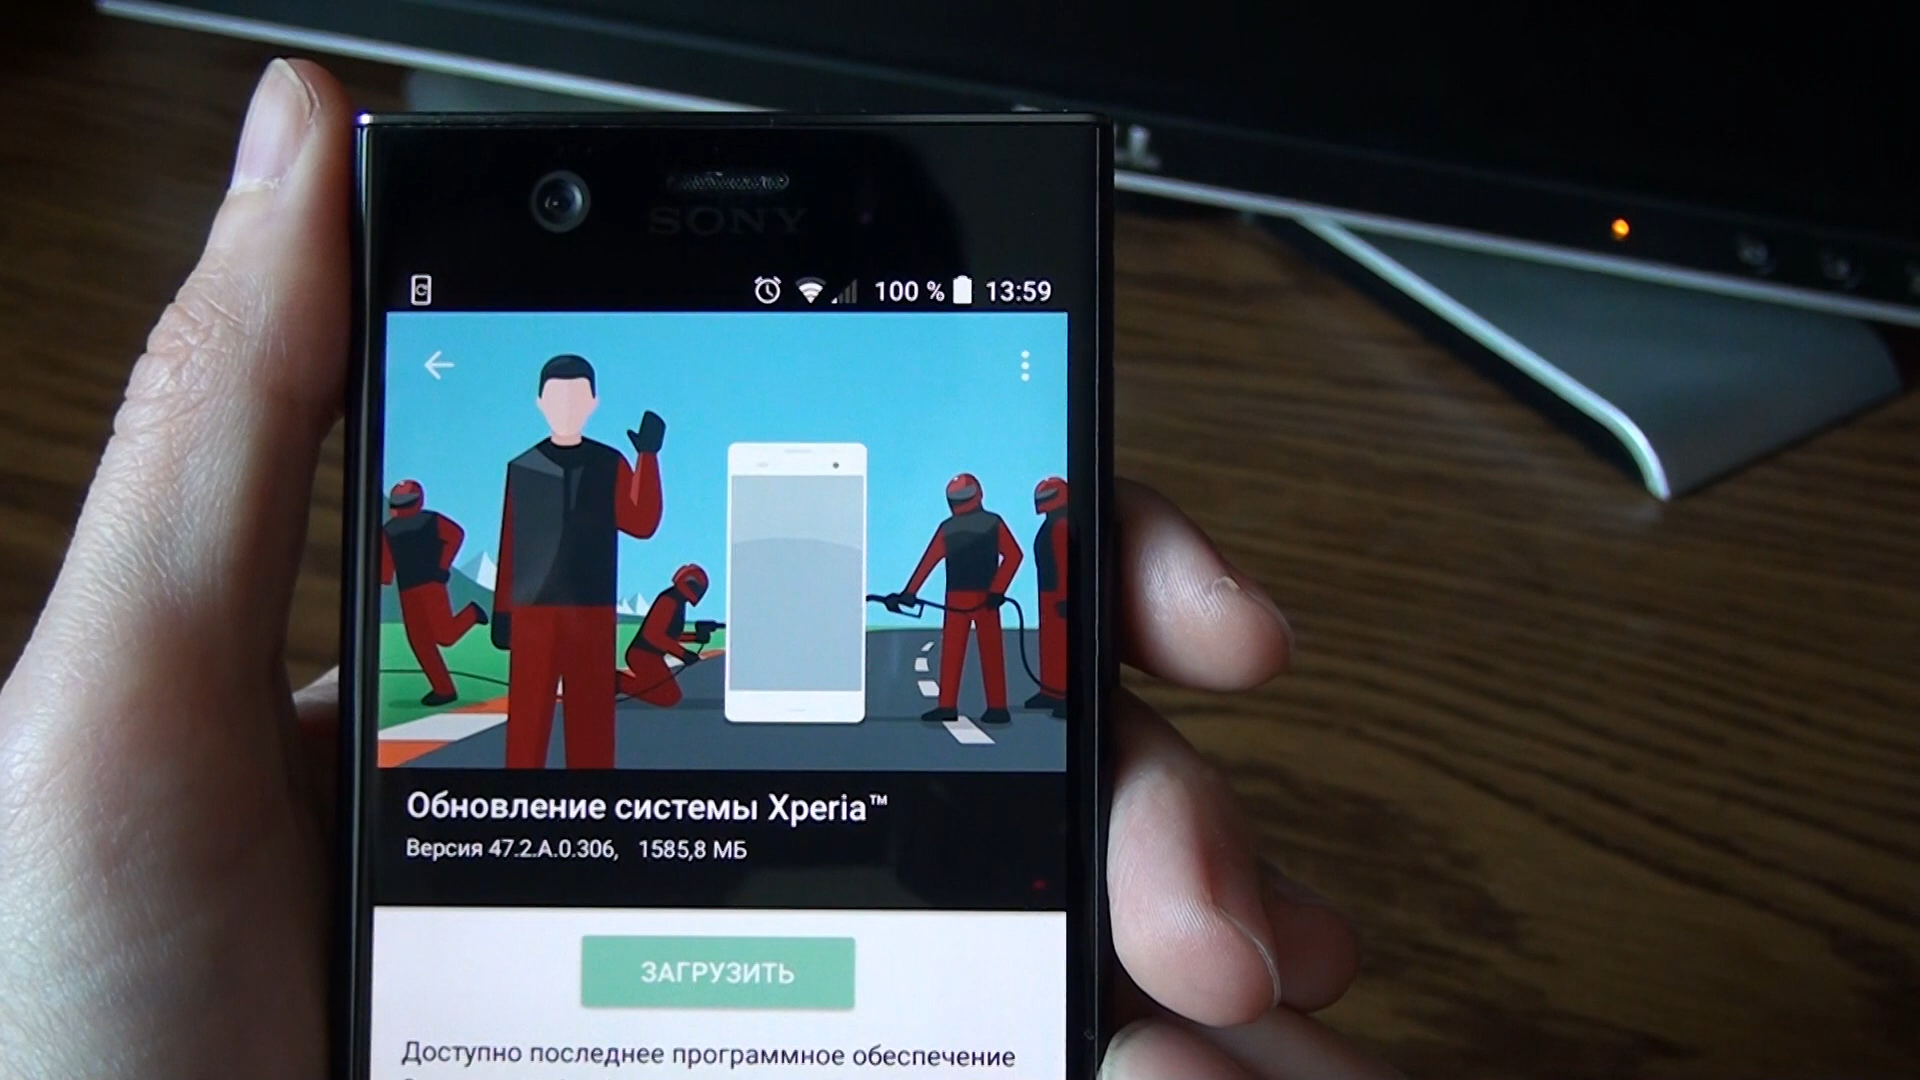 SONY
100 % 13:59
Обновление системы Xperia™
Версия 47.2.A.0.306, 1585,8 МБ
ЗАГРУЗИТЬ
Доступно последнее программное обеспечение